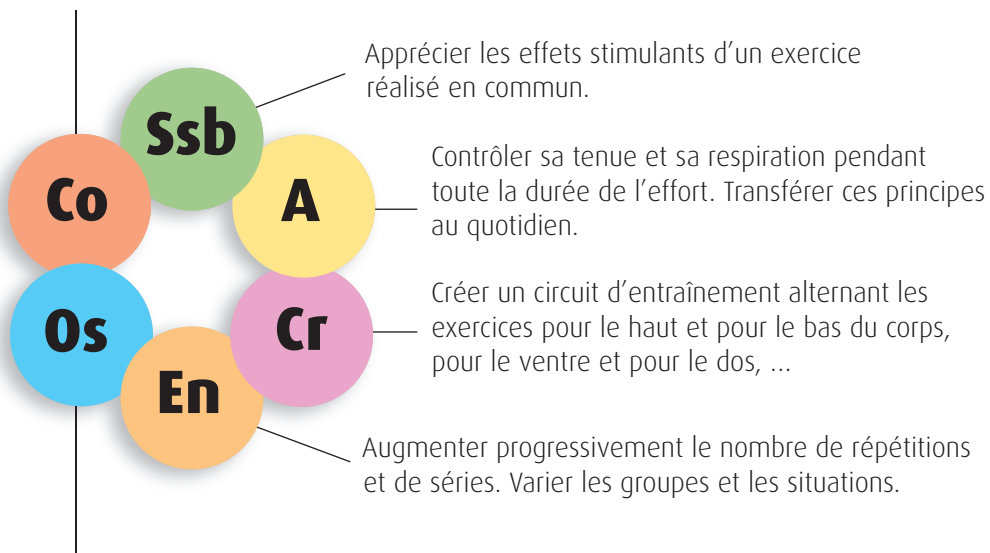 Apprécier les effets stimulants d’un exercice
réalisé en commun.
Ssb
Co
A
Contrôler sa tenue et sa respiration pendant
toute la durée de l’effort. Transférer ces principes
au quotidien.
Os
Cr
Créer un circuit d’entraînement alternant les
exercices pour le haut et pour le bas du corps,
pour le ventre et pour le dos, ...
En
Augmenter progressivement le nombre de répétitions
et de séries. Varier les groupes et les situations.